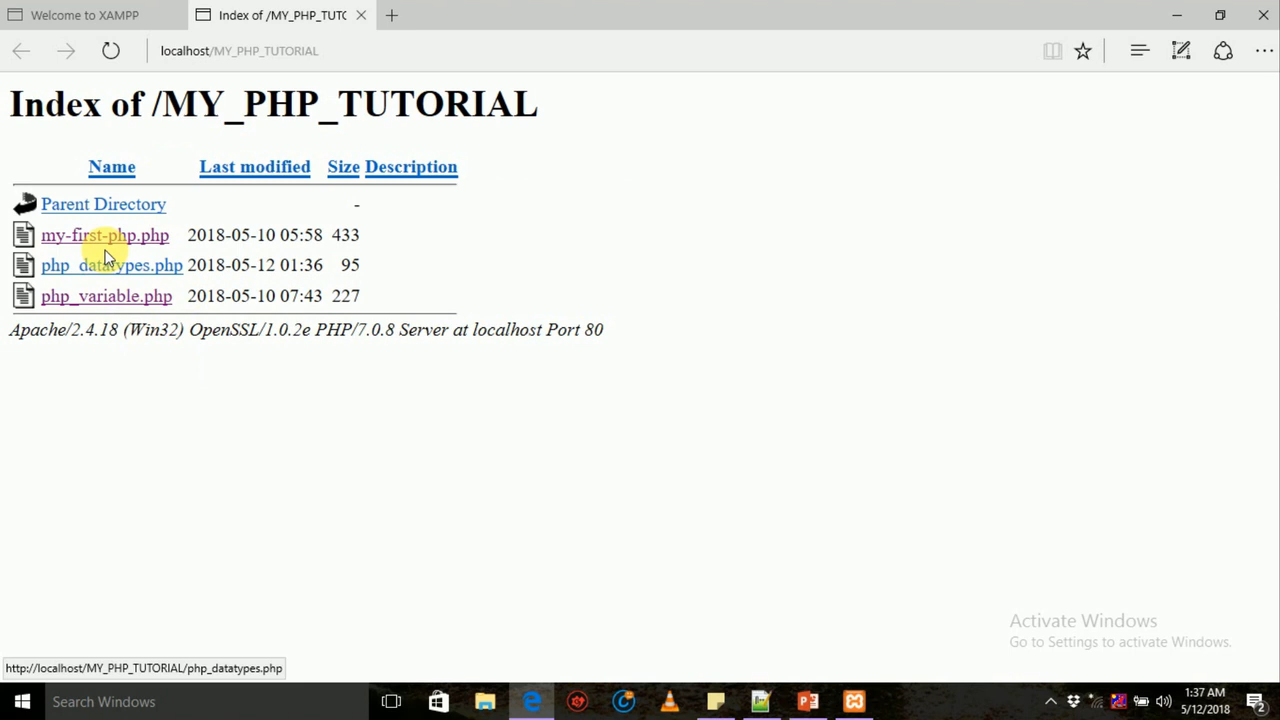 Welcome to XAMPP
Index of /MY_PHP_TUTO
localhost/MY_PHP_TUTORIAL
Index of /MY_PHP_TUTORIAL
Name Last modified Size Description
Parent Directory -
my-first-php.php 2018-05-10 05:58 433
php_datatypes.php 2018-05-12 01:36 95
php_variable.php 2018-05-10 07:43 227
Apache/2.4.18 (Win32) OpenSSL/1.0.2e PHP/7.0.8 Server at localhost Port 80
Activate Windows
Go to Settings to activate Windows.
http://localhost/MY_PHP_TUTORIAL/php_datatypes.php
Search Windows
1:37 AM
5/12/2018
2